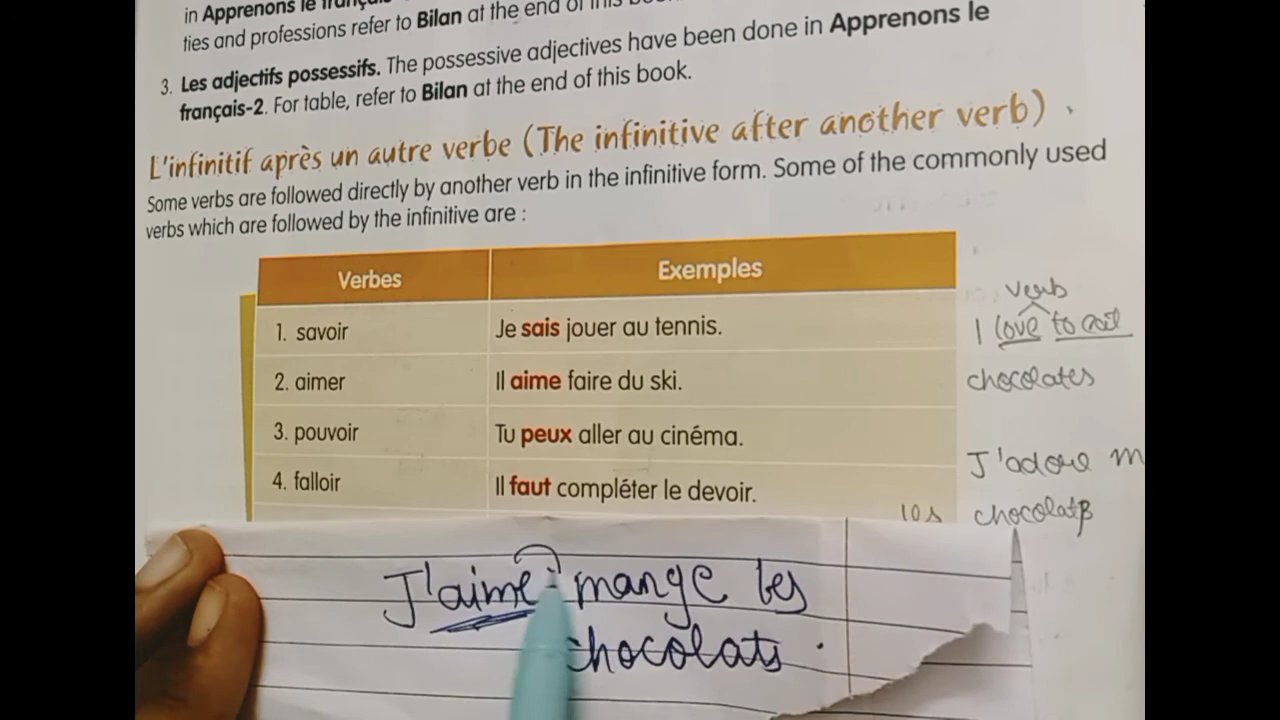 in Apprenons le français
ties and professions refer to Bilan at the end of this book
3. Les adjectifs possessifs. The possessive adjectives have been done in Apprenons le
français-2. For table, refer to Bilan at the end of this book.
L'infinitif après un autre verbe (The infinitive after another verb)
Some verbs are followed directly by another verb in the infinitive form. Some of the commonly used
verbs which are followed by the infinitive are :
Verbes Exemples
1. savoir Je sais jouer au tennis.
2. aimer Il aime faire du ski.
3. pouvoir Tu peux aller au cinéma.
4. falloir Il faut compléter le devoir.
verb
I love to eat
chocolates
J'adore m
les chocolats
J'aime mange les
chocolats.